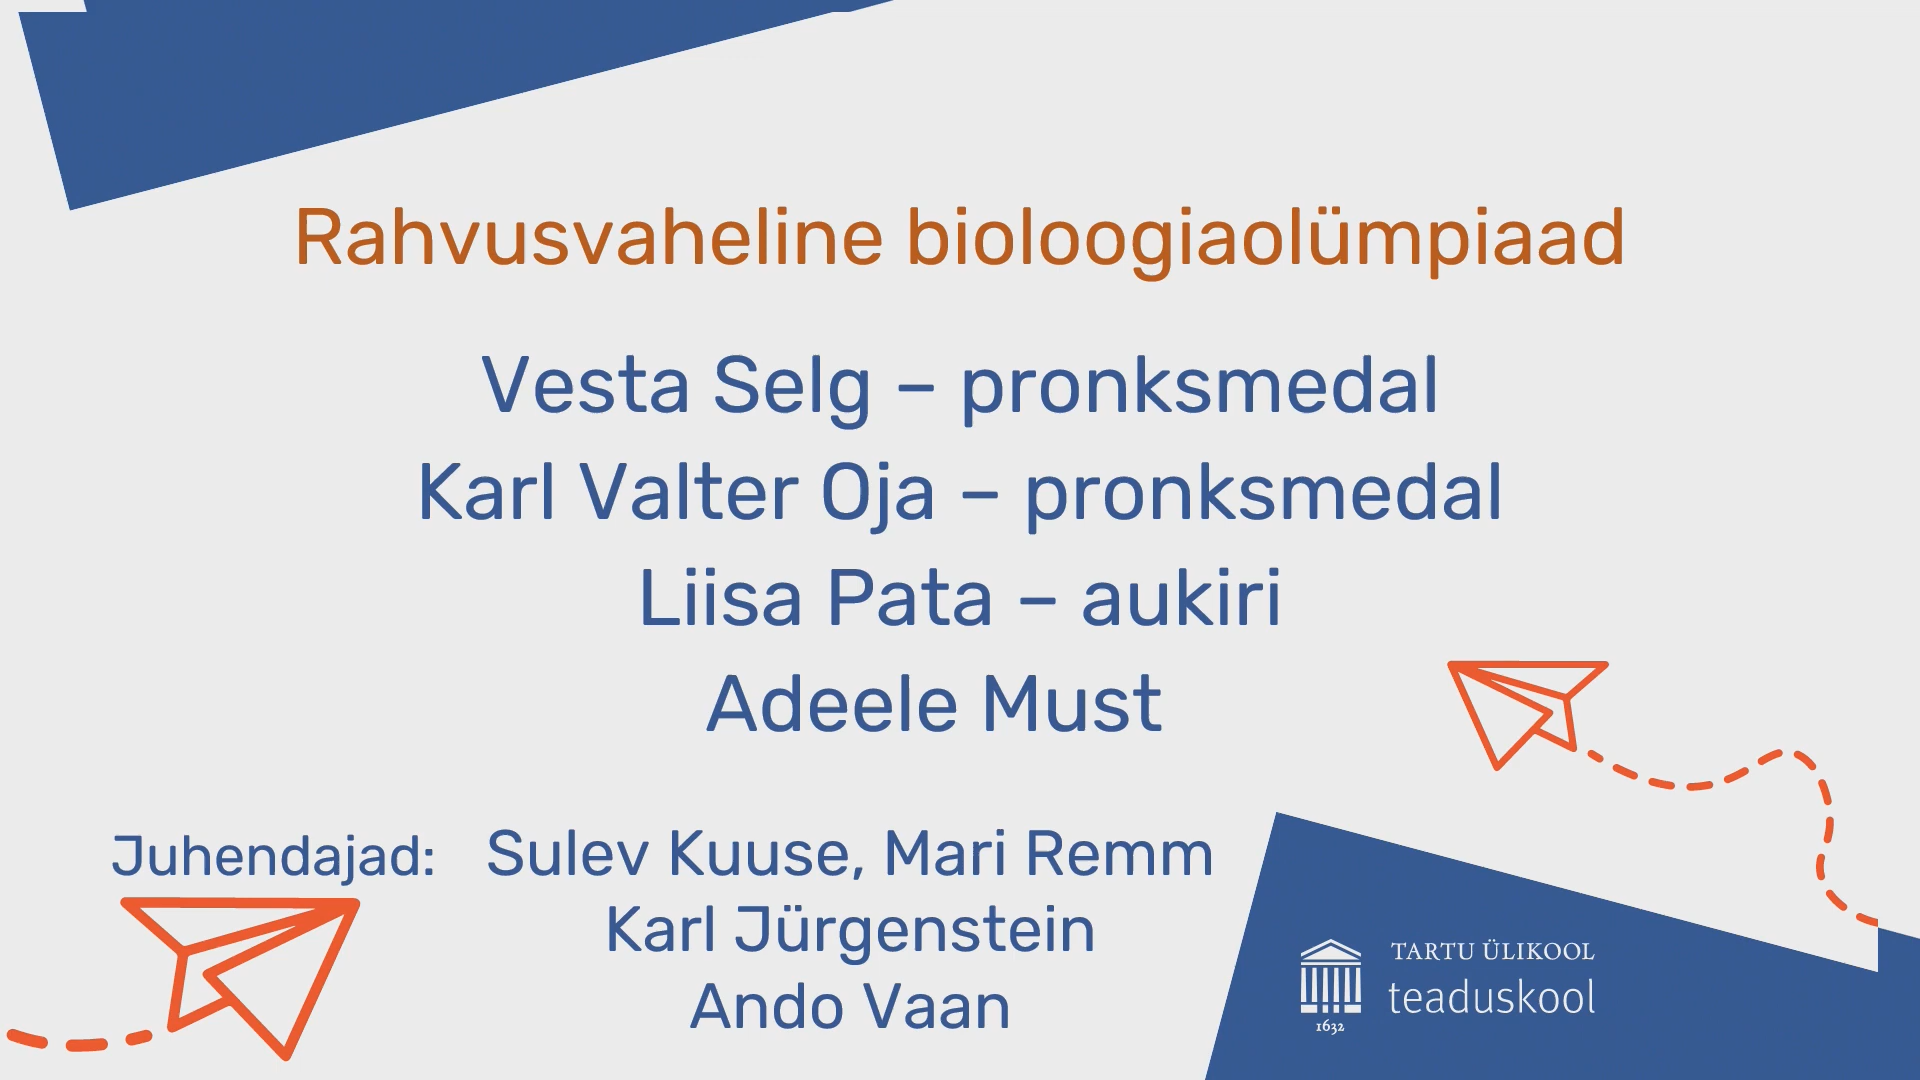 Rahvusvaheline bioloogiaolümpiaad
Vesta Selg – pronksmedal
Karl Valter Oja – pronksmedal
Liisa Pata – aukiri
Adeele Must
Juhendajad: Sulev Kuuse, Mari Remm
Karl Jürgenstein
Ando Vaan
TARTU ÜLIKOOL
teaduskool
1632